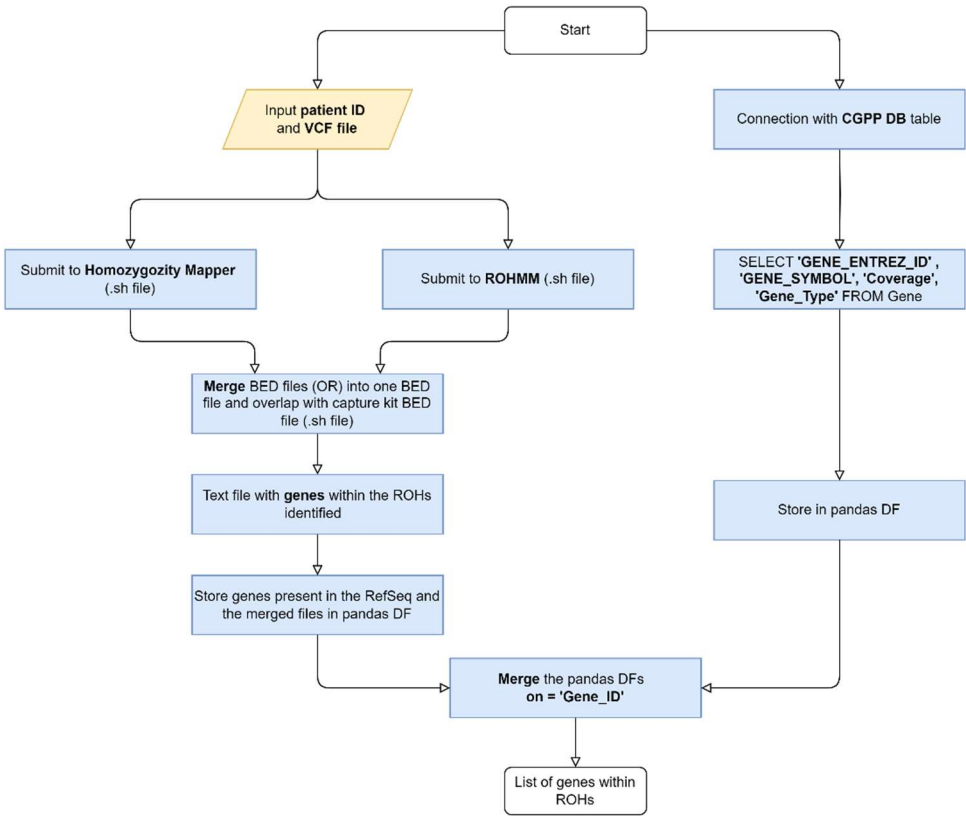 Start
Input patient ID
and VCF file
Connection with CGPP DB table
Submit to Homozygozity Mapper
(.sh file)
Submit to ROHMM (.sh file)
SELECT 'GENE_ENTREZ_ID' ,
'GENE_SYMBOL', 'Coverage',
'Gene_Type' FROM Gene
Merge BED files (OR) into one BED
file and overlap with capture kit BED
file (.sh file)
Text file with genes within the ROHs
identified
Store in pandas DF
Store genes present in the RefSeq and
the merged files in pandas DF
Merge the pandas DFs
on = 'Gene_ID'
List of genes within
ROHs